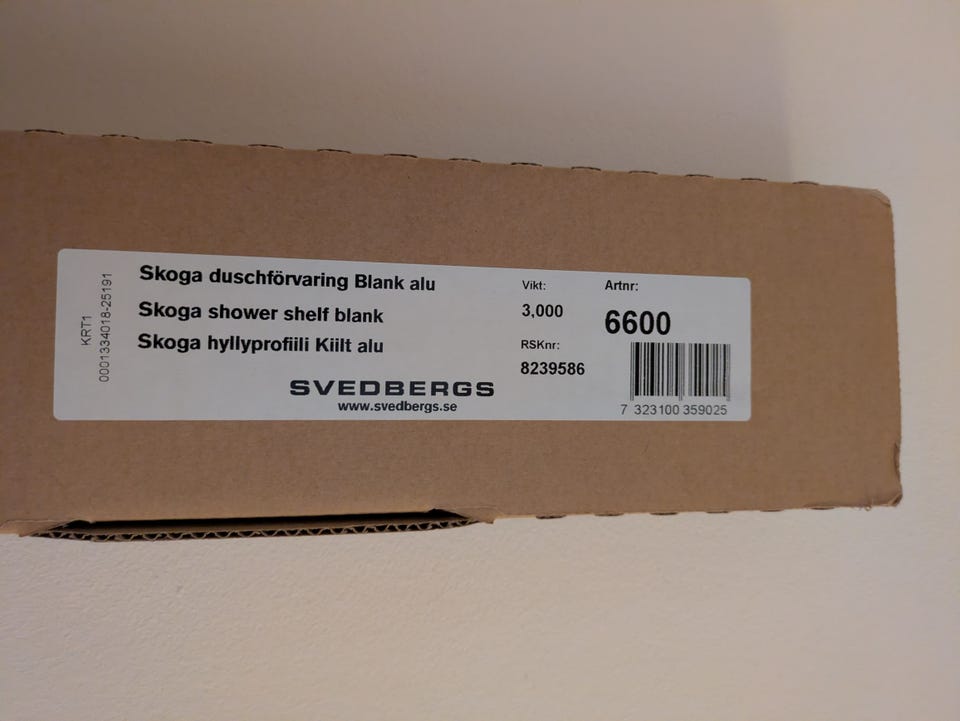 KRT1
0001334018-25191
Skoga duschförvaring Blank alu
Skoga shower shelf blank
Skoga hyllyprofiili Kiilt alu
SVEDBERGS
www.svedbergs.se
Vikt:
3,000
RSKnr:
8239586
Artnr:
6600
7 323100 359025